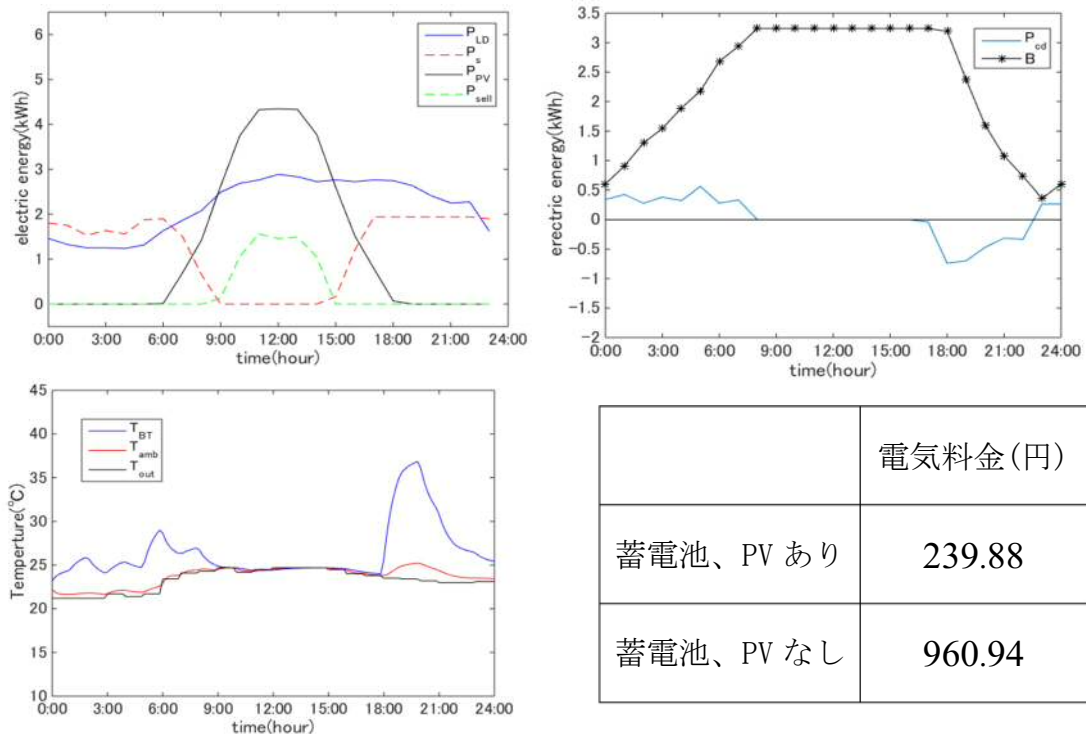 6
5
4
3
2
1
0
electric energy(kWh)
P_LD
P_s
P_PV
P_sell
0:00 3:00 6:00 9:00 12:00 15:00 18:00 21:00 24:00
time(hour)
3.5
3
2.5
2
1.5
1
0.5
0
-0.5
-1
-1.5
-2
erectric energy(kWh)
P_cd
B
0:00 3:00 6:00 9:00 12:00 15:00 18:00 21:00 24:00
time(hour)
45
40
35
30
25
20
15
10
Temperture(℃)
T_BT
T_amb
T_out
0:00 3:00 6:00 9:00 12:00 15:00 18:00 21:00 24:00
time(hour)
電気料金(円)
蓄電池、PV あり 239.88
蓄電池、PV なし 960.94